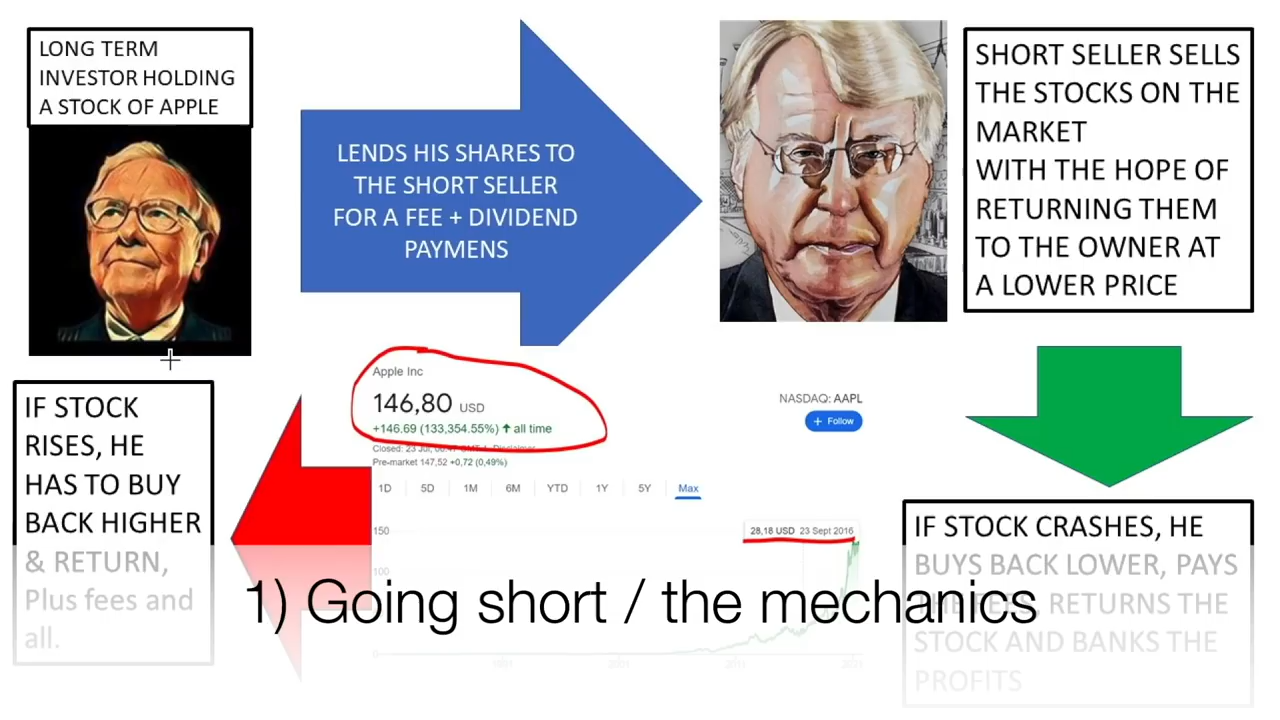 LONG TERM
INVESTOR HOLDING
A STOCK OF APPLE
LENDS HIS SHARES TO
THE SHORT SELLER
FOR A FEE + DIVIDEND
PAYMENS
SHORT SELLER SELLS
THE STOCKS ON THE
MARKET
WITH THE HOPE OF
RETURNING THEM
TO THE OWNER AT
A LOWER PRICE
IF STOCK
RISES, HE
HAS TO BUY
BACK HIGHER
& RETURN,
Plus fees and
all.
Apple Inc
146,80 USD
+146.69 (133,354.55%) ↑ all time
Closed: 23 Jul,
Pre-market 147,52 +0,72 (0,49%)
NASDAQ: AAPL
+ Follow
1D 5D 1M 6M YTD 1Y 5Y Max
28,18 USD 23 Sept 2016
150
100
IF STOCK CRASHES, HE
BUYS BACK LOWER, PAYS
THE FEES, RETURNS THE
STOCK AND BANKS THE
PROFITS
1) Going short / the mechanics